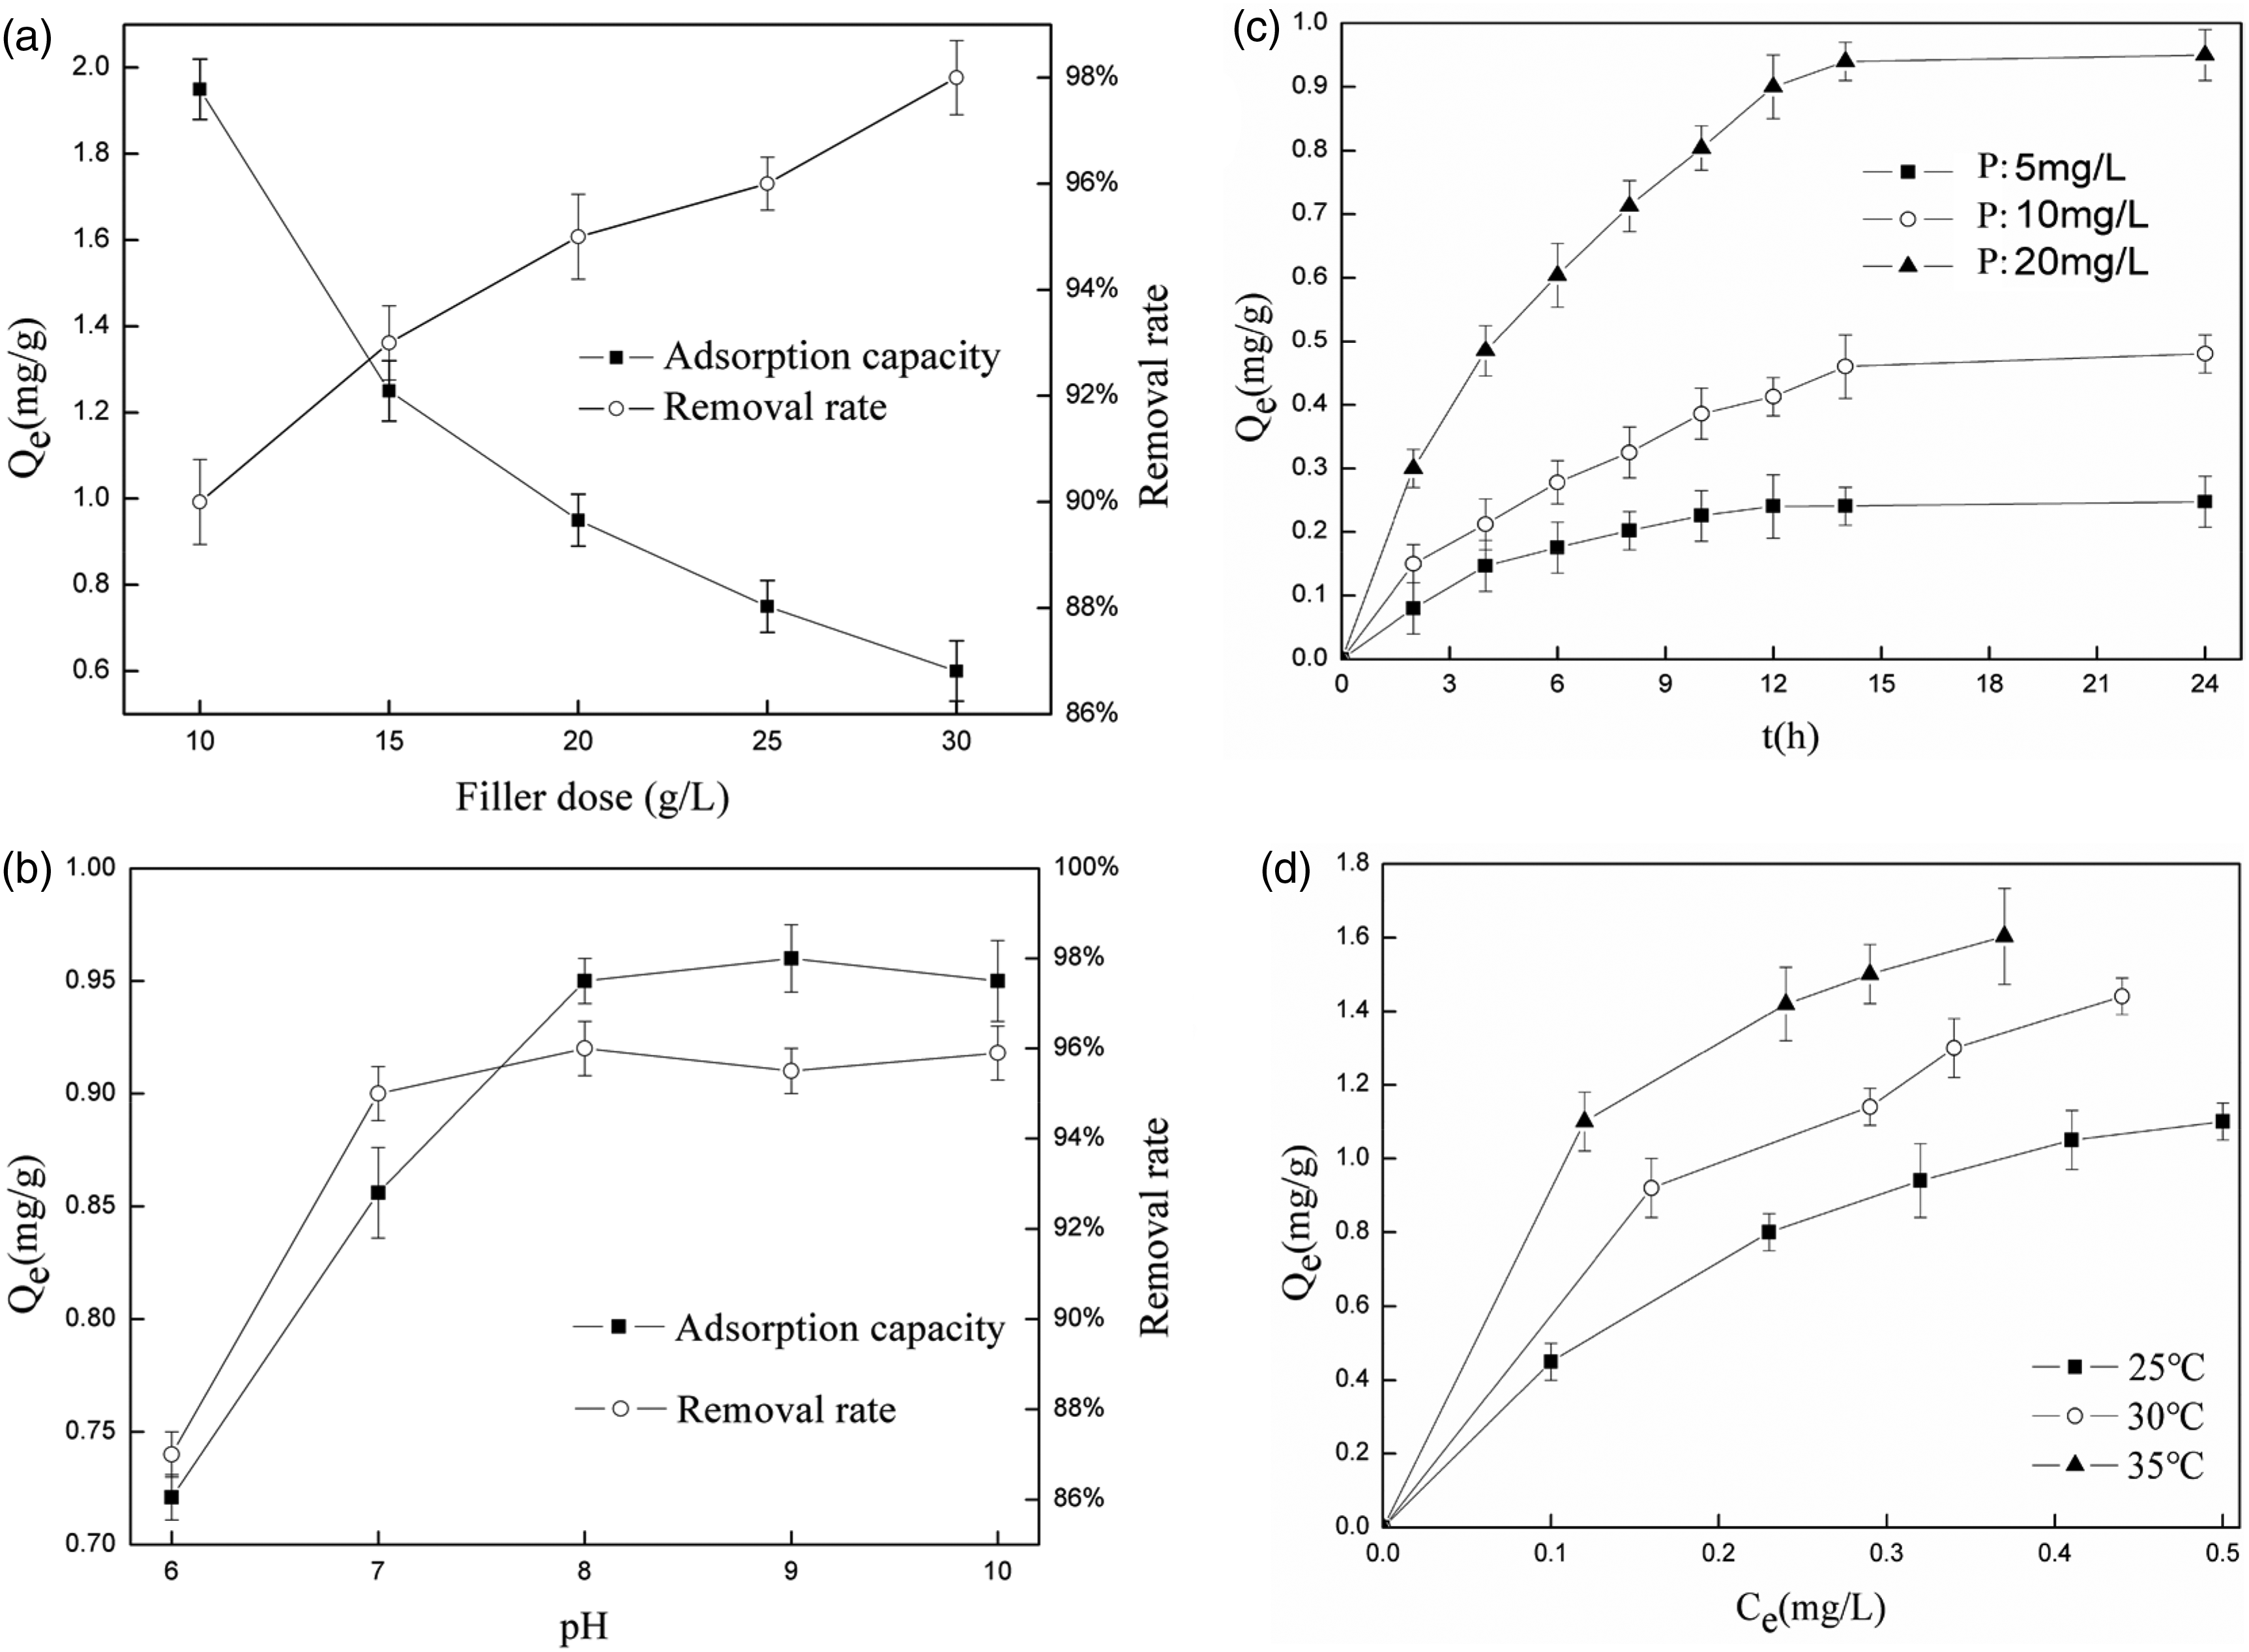 (a)
2.0
1.8
1.6
1.4
1.2
1.0
0.8
0.6
Qe(mg/g)
98%
96%
94%
92%
90%
88%
86%
Removal rate
Adsorption capacity
Removal rate
10 15 20 25 30
Filler dose (g/L)
(c)
1.0
0.9
0.8
0.7
0.6
0.5
0.4
0.3
0.2
0.1
0.0
Qe(mg/g)
P: 5mg/L
P: 10mg/L
P: 20mg/L
0 3 6 9 12 15 18 21 24
t(h)
(b)
1.00
0.95
0.90
0.85
0.80
0.75
0.70
Qe(mg/g)
100%
98%
96%
94%
92%
90%
88%
86%
Removal rate
Adsorption capacity
Removal rate
6 7 8 9 10
pH
(d)
1.8
1.6
1.4
1.2
1.0
0.8
0.6
0.4
0.2
0.0
Qe(mg/g)
25℃
30℃
35℃
0.0 0.1 0.2 0.3 0.4 0.5
Ce(mg/L)